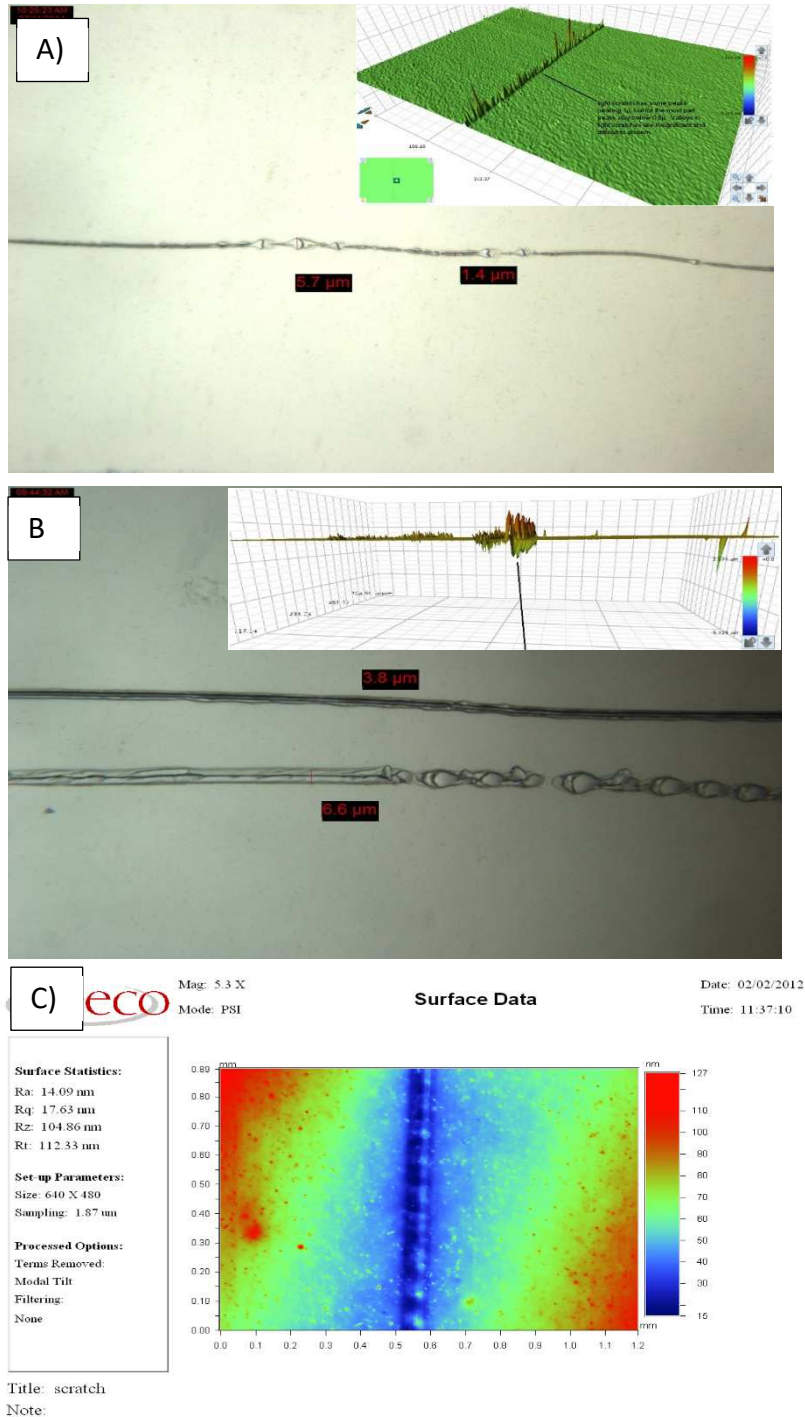 A)
5.7 µm
1.4 µm
B
09:44:32 AM
3.8 µm
6.6 µm
C)
eco
Mag: 5.3 X
Mode: PSI
Surface Data
Date: 02/02/2012
Time: 11:37:10
Surface Statistics:
Ra: 14.09 nm
Rq: 17.63 nm
Rz: 104.86 nm
Rt: 112.33 nm
Set-up Parameters:
Size: 640 X 480
Sampling: 1.87 um
Processed Options:
Terms Removed:
Modal Tilt
Filtering:
None
mm
0.89
0.80
0.70
0.60
0.50
0.40
0.30
0.20
0.10
0.00
0.0 0.1 0.2 0.3 0.4 0.5 0.6 0.7 0.8 0.9 1.0 1.1 1.2
mm
nm
127
110
100
90
80
70
60
50
40
30
15
Title: scratch
Note: